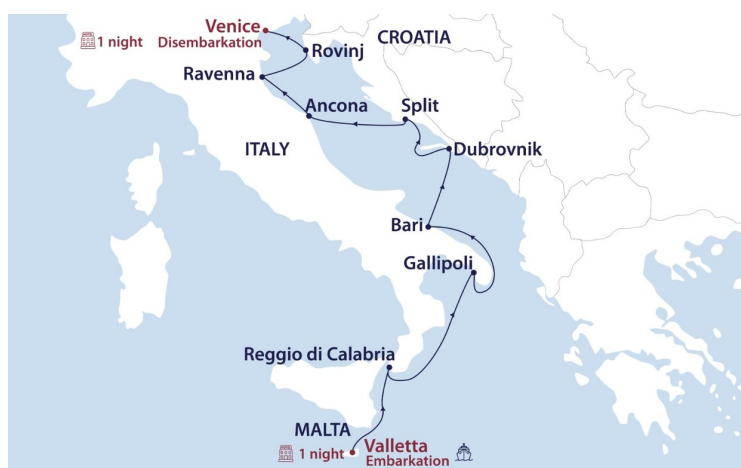 Venice
Disembarkation
1 night
CROATIA
Rovinj
Ravenna
Ancona
Split
ITALY
Dubrovnik
Bari
Gallipoli
Reggio di Calabria
MALTA
1 night
Valletta
Embarkation